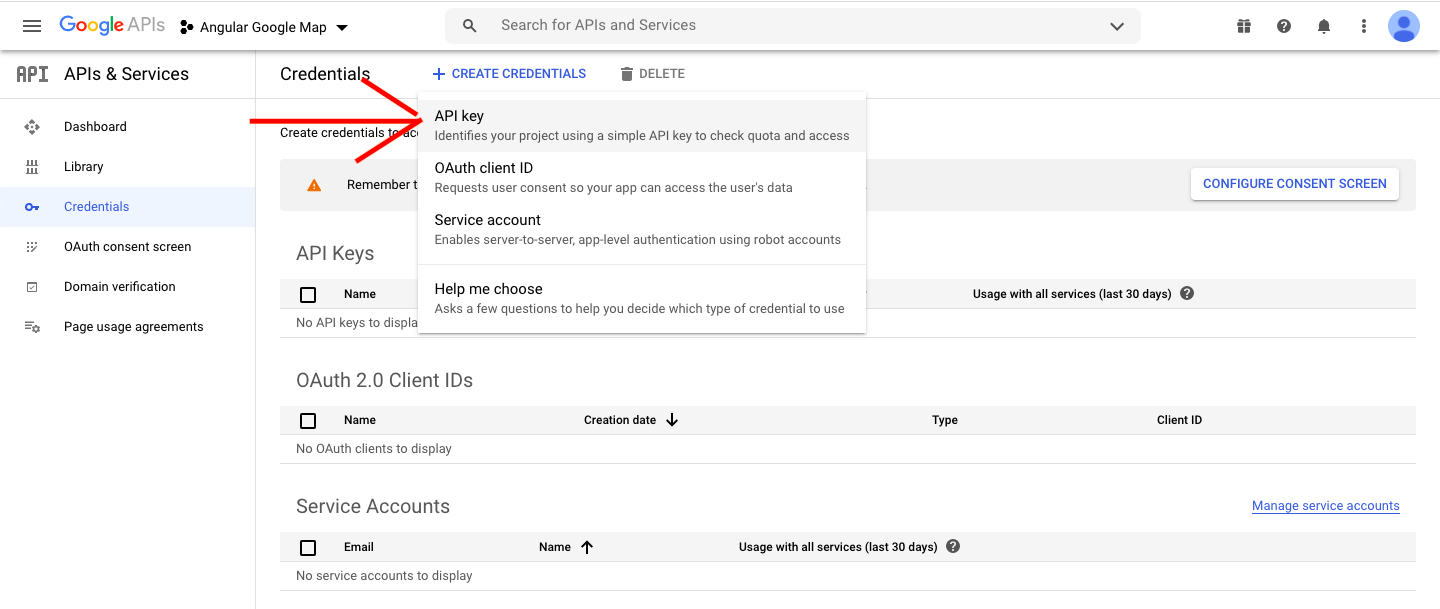 Google APIs
Angular Google Map
Search for APIs and Services
API
APIs & Services
Credentials
CREATE CREDENTIALS
DELETE
Dashboard
Library
Credentials
OAuth consent screen
Domain verification
Page usage agreements
Create credentials to
API key
Identifies your project using a simple API key to check quota and access
OAuth client ID
Requests user consent so your app can access the user's data
Service account
Enables server-to-server, app-level authentication using robot accounts
Help me choose
Asks a few questions to help you decide which type of credential to use
Remember
CONFIGURE CONSENT SCREEN
API Keys
Name
Usage with all services (last 30 days)
No API keys to displa
OAuth 2.0 Client IDs
Name Creation date Type Client ID
No OAuth clients to display
Service Accounts
Manage service accounts
Email Name Usage with all services (last 30 days)
No service accounts to display